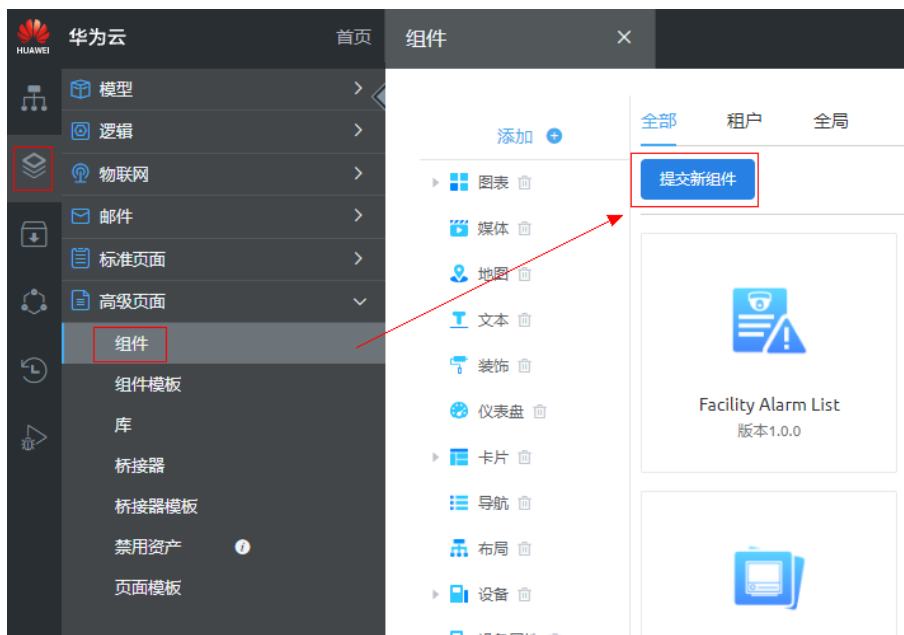 HUAWEI
华为云
首页
组件
模型
逻辑
物联网
邮件
标准页面
高级页面
组件
组件模板
库
桥接器
桥接器模板
禁用资产
页面模板
添加
图表
媒体
地图
文本
装饰
仪表盘
卡片
导航
布局
设备
全部 租户 全局
提交新组件
Facility Alarm List
版本1.0.0